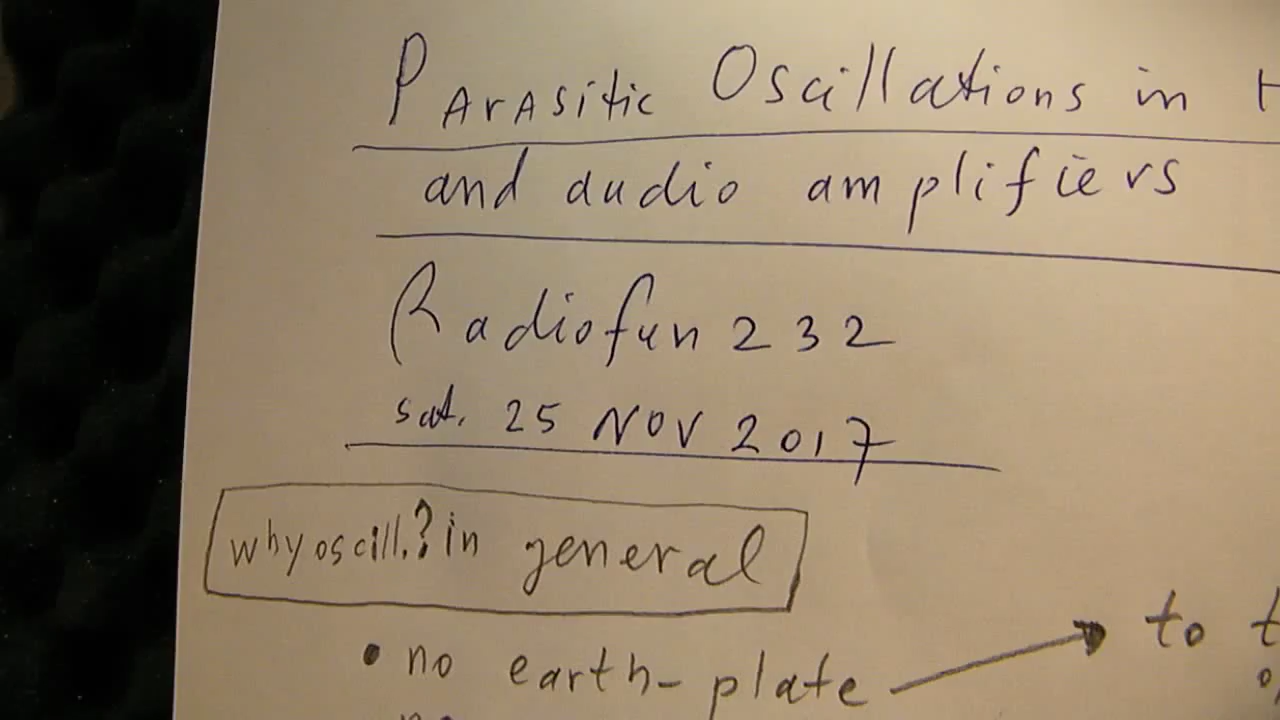 Parasitic Oscillations in
and audio amplifiers
Radiofun232
sat. 25 NOV 2017
why oscill.? in general
• no earth-plate → to